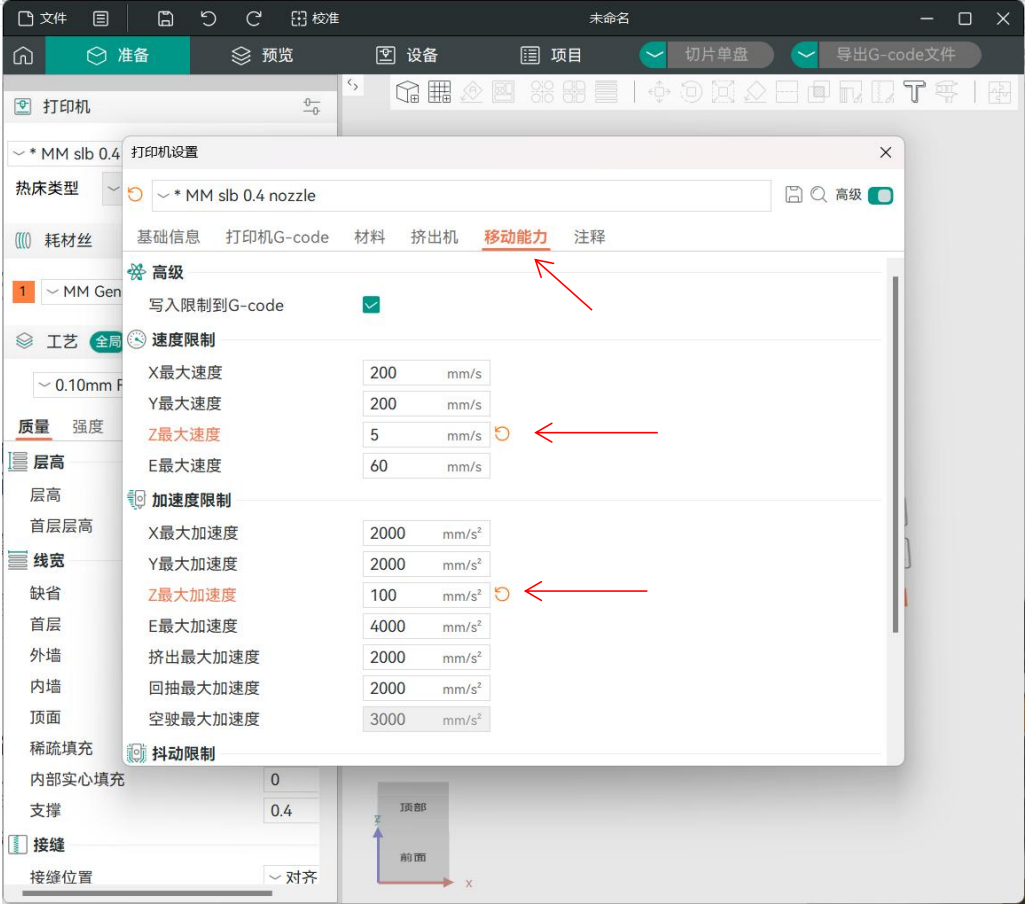 文件 校准 未命名
准备 预览 设备 项目 切片单盘 导出G-code文件
打印机
* MM slb 0.4
热床类型
耗材丝
1 MM Gen
工艺 全局
0.10mm F
质量 强度
层高
层高
首层层高
线宽
缺省
首层
外墙
内墙
顶面
稀疏填充
内部实心填充 0
支撑 0.4
接缝
接缝位置 对齐
打印机设置
* MM slb 0.4 nozzle 高级
基础信息 打印机G-code 材料 挤出机 移动能力 注释
高级
写入限制到G-code
速度限制
X最大速度 200 mm/s
Y最大速度 200 mm/s
Z最大速度 5 mm/s
E最大速度 60 mm/s
加速度限制
X最大加速度 2000 mm/s²
Y最大加速度 2000 mm/s²
Z最大加速度 100 mm/s²
E最大加速度 4000 mm/s²
挤出最大加速度 2000 mm/s²
回抽最大加速度 2000 mm/s²
空驶最大加速度 3000 mm/s²
抖动限制
顶部
z
前面
x